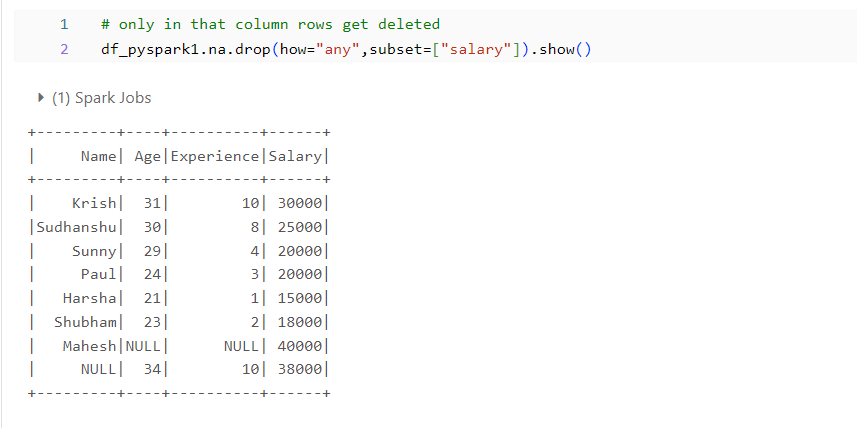 1 # only in that column rows get deleted
2 df_pyspark1.na.drop(how="any",subset=["salary"]).show()
(1) Spark Jobs
+---------+----+----------+------+
|     Name| Age|Experience|Salary|
+---------+----+----------+------+
|    Krish|  31|        10| 30000|
|Sudhanshu|  30|         8| 25000|
|    Sunny|  29|         4| 20000|
|     Paul|  24|         3| 20000|
|   Harsha|  21|         1| 15000|
|  Shubham|  23|         2| 18000|
|   Mahesh|NULL|      NULL| 40000|
|     NULL|  34|        10| 38000|
+---------+----+----------+------+